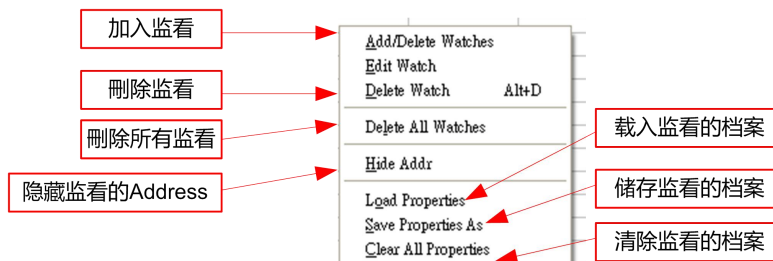 加入监看
Add/Delete Watches
Edit Watch
刪除监看
Delete Watch Alt+D
刪除所有监看
Delete All Watches
载入监看的档案
Hide Addr
隐藏监看的Address
Load Properties
储存监看的档案
Save Properties As
Clear All Properties
清除监看的档案